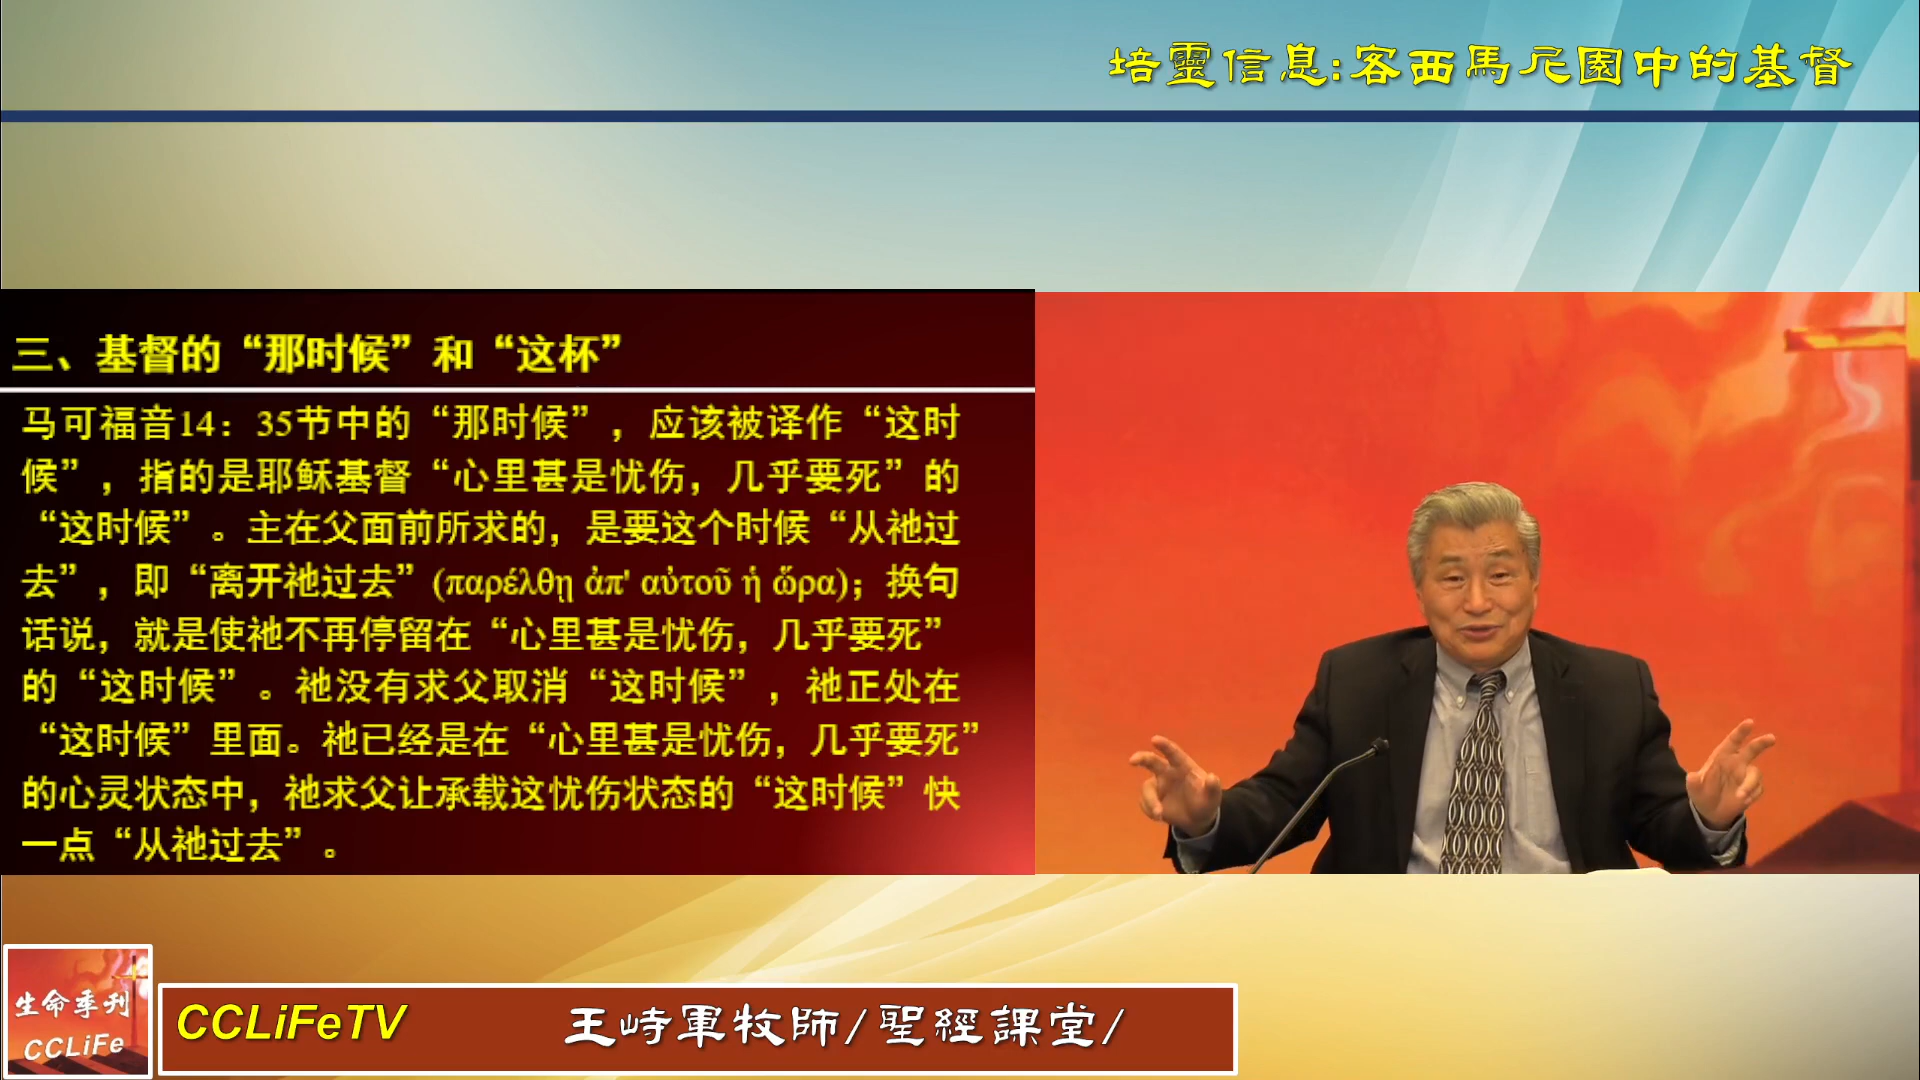 培靈信息:客西馬尼園中的基督
三、基督的“那时候”和“这杯”
马可福音14：35节中的“那时候”，应该被译作“这时
候”，指的是耶稣基督“心里甚是忧伤，几乎要死”的
“这时候”。主在父面前所求的，是要这个时候“从祂过
去”，即“离开祂过去”(παρέλθῃ ἀπ' αὐτοῦ ἡ ὥρα)；换句
话说，就是使祂不再停留在“心里甚是忧伤，几乎要死”
的“这时候”。祂没有求父取消“这时候”，祂正处在
“这时候”里面。祂已经是在“心里甚是忧伤，几乎要死”
的心灵状态中，祂求父让承载这忧伤状态的“这时候”快
一点“从祂过去”。
生命季刊
CCLiFe
CCLiFeTV
王峙軍牧師/聖經課堂/